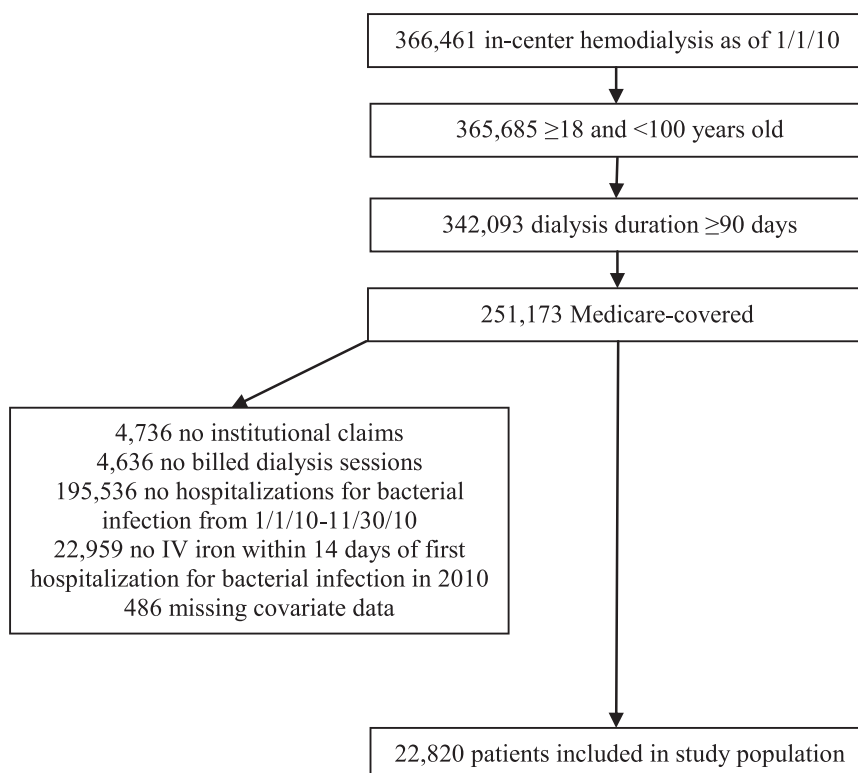 366,461 in-center hemodialysis as of 1/1/10
365,685 ≥18 and <100 years old
342,093 dialysis duration ≥90 days
251,173 Medicare-covered
4,736 no institutional claims
4,636 no billed dialysis sessions
195,536 no hospitalizations for bacterial
infection from 1/1/10-11/30/10
22,959 no IV iron within 14 days of first
hospitalization for bacterial infection in 2010
486 missing covariate data
22,820 patients included in study population